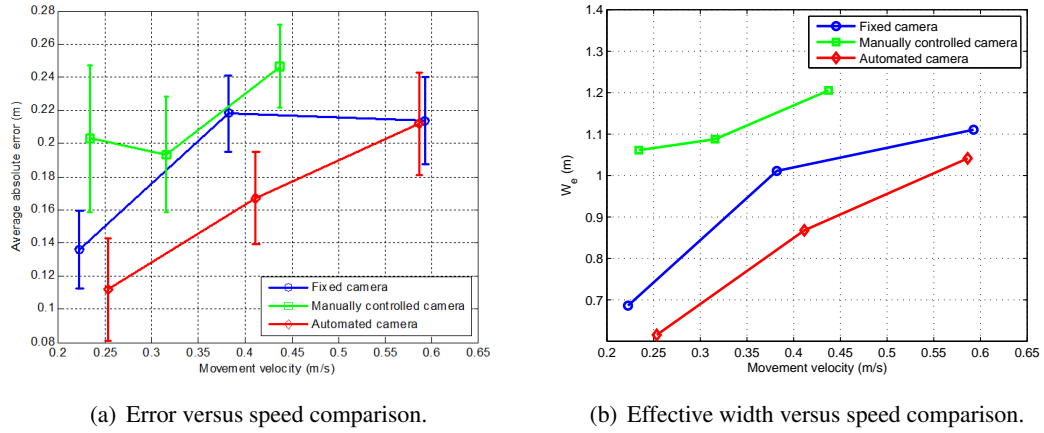 0.28
0.26
0.24
0.22
0.2
0.18
0.16
0.14
0.12
0.1
0.08
Average absolute error (m)
Fixed camera
Manually controlled camera
Automated camera
0.2 0.25 0.3 0.35 0.4 0.45 0.5 0.55 0.6 0.65
Movement velocity (m/s)
(a) Error versus speed comparison.
1.4
1.3
1.2
1.1
1
0.9
0.8
0.7
W_e (m)
Fixed camera
Manually controlled camera
Automated camera
0.2 0.25 0.3 0.35 0.4 0.45 0.5 0.55 0.6 0.65
Movement velocity (m/s)
(b) Effective width versus speed comparison.